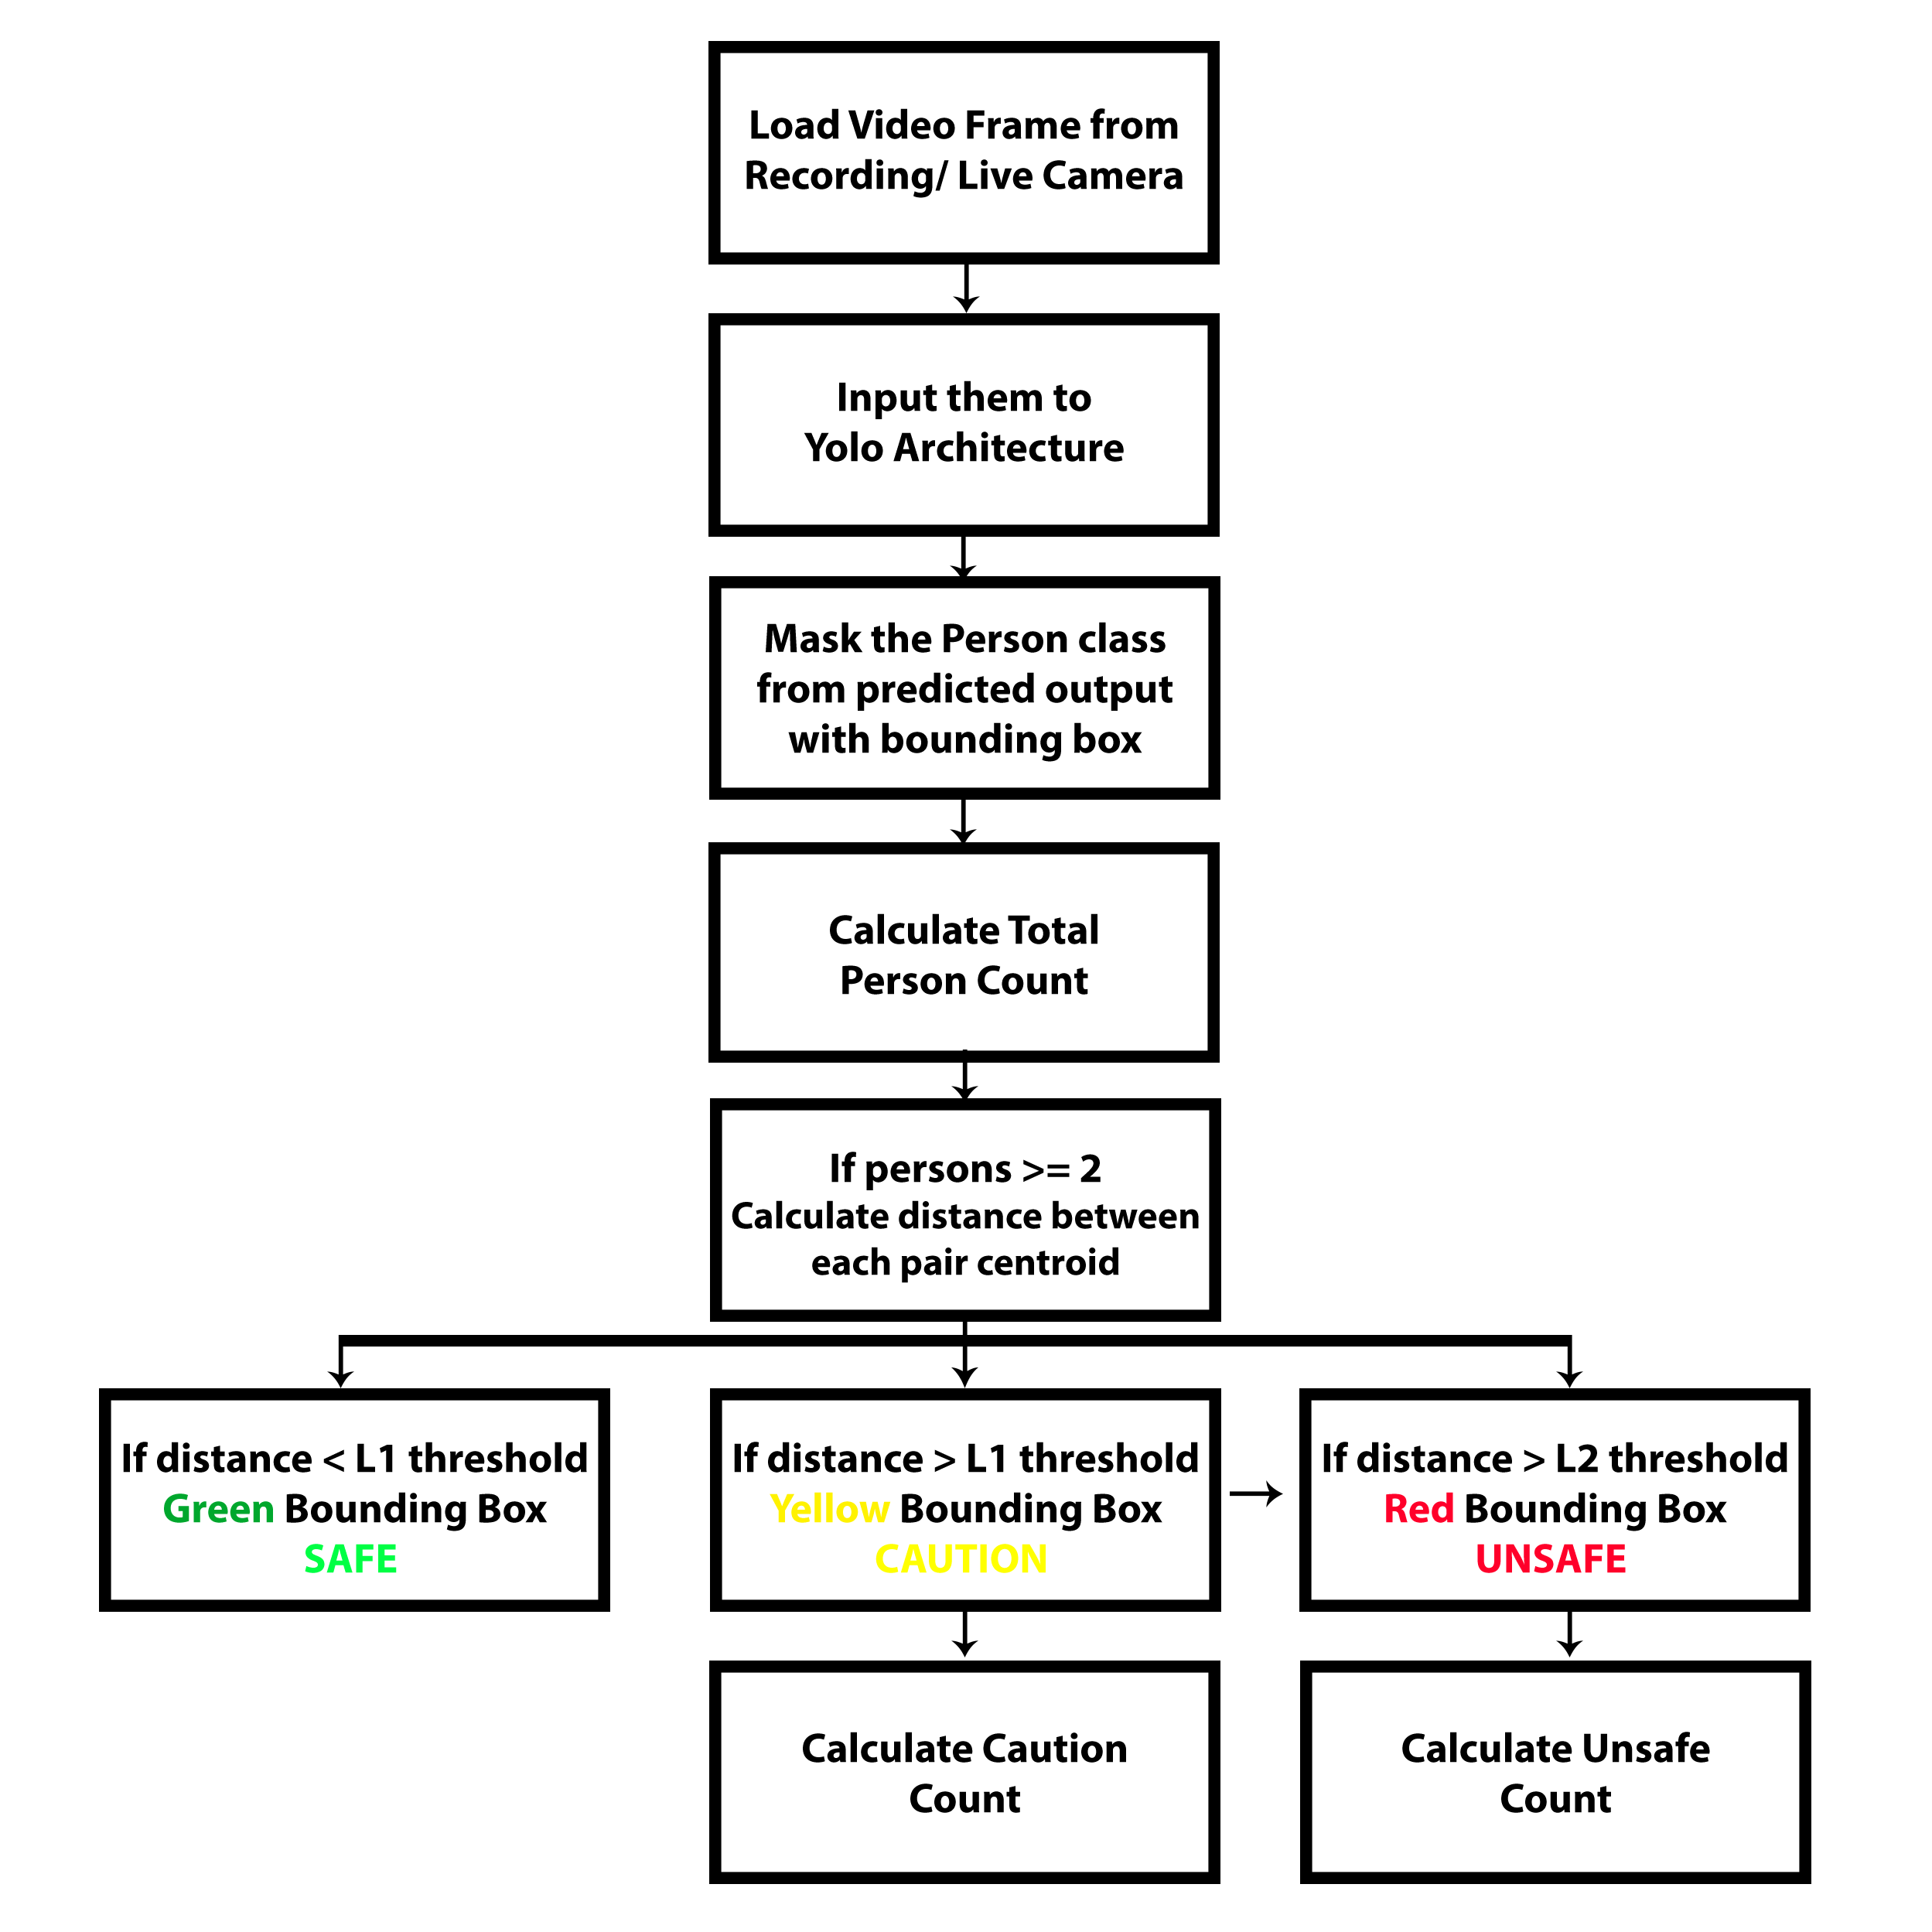 Load Video Frame from
Recording/ Live Camera
Input them to
Yolo Architecture
Mask the Person class
from predicted output
with bounding box
Calculate Total
Person Count
If persons >= 2
Calculate distance between
each pair centroid
If distance < L1 threshold
Green Bounding Box
SAFE
If distance > L1 threshold
Yellow Bounding Box
CAUTION
If distance > L2 threshold
Red Bounding Box
UNSAFE
Calculate Caution
Count
Calculate Unsafe
Count